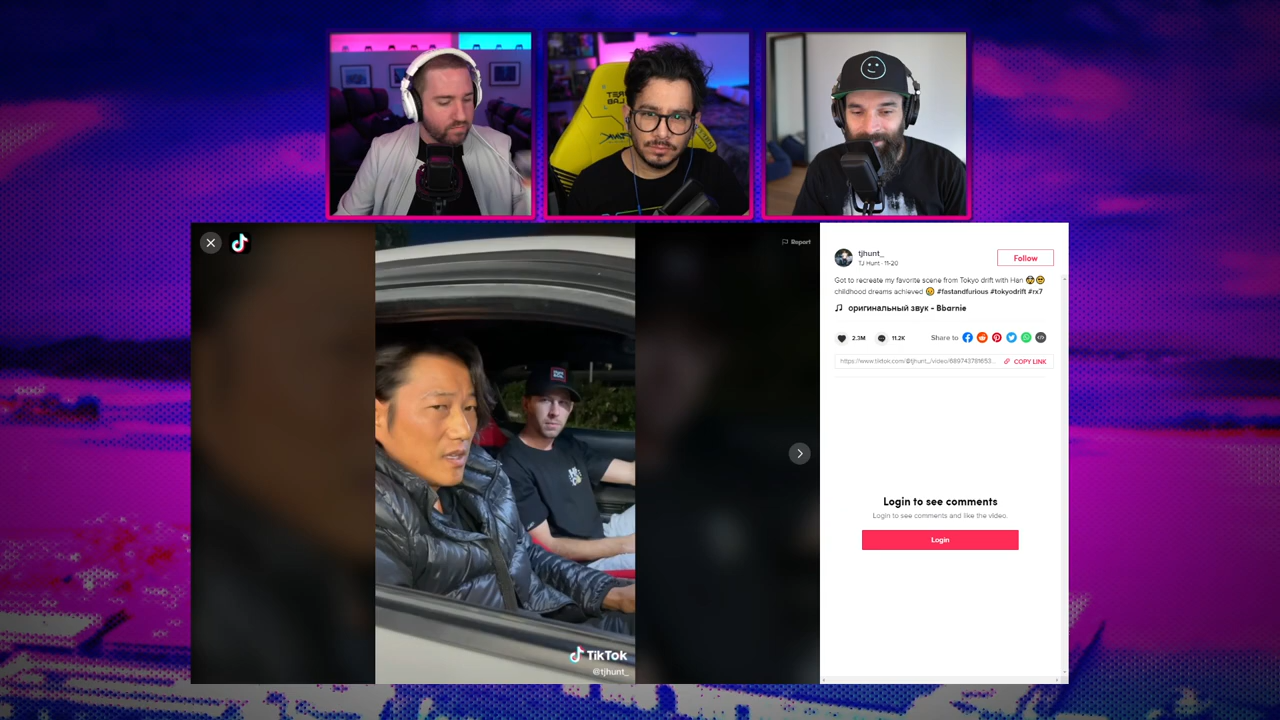 Report
tjhunt_
TJ Hunt · 11-20
Follow
Got to recreate my favorite scene from Tokyo drift with Han
childhood dreams achieved #fastandfurious #tokyodrift #rx7
оригинальный звук - Bbarnie
2.3M
11.2K
Share to
COPY LINK
Login to see comments
Login to see comments and like the video.
Login
TikTok
@tjhunt_